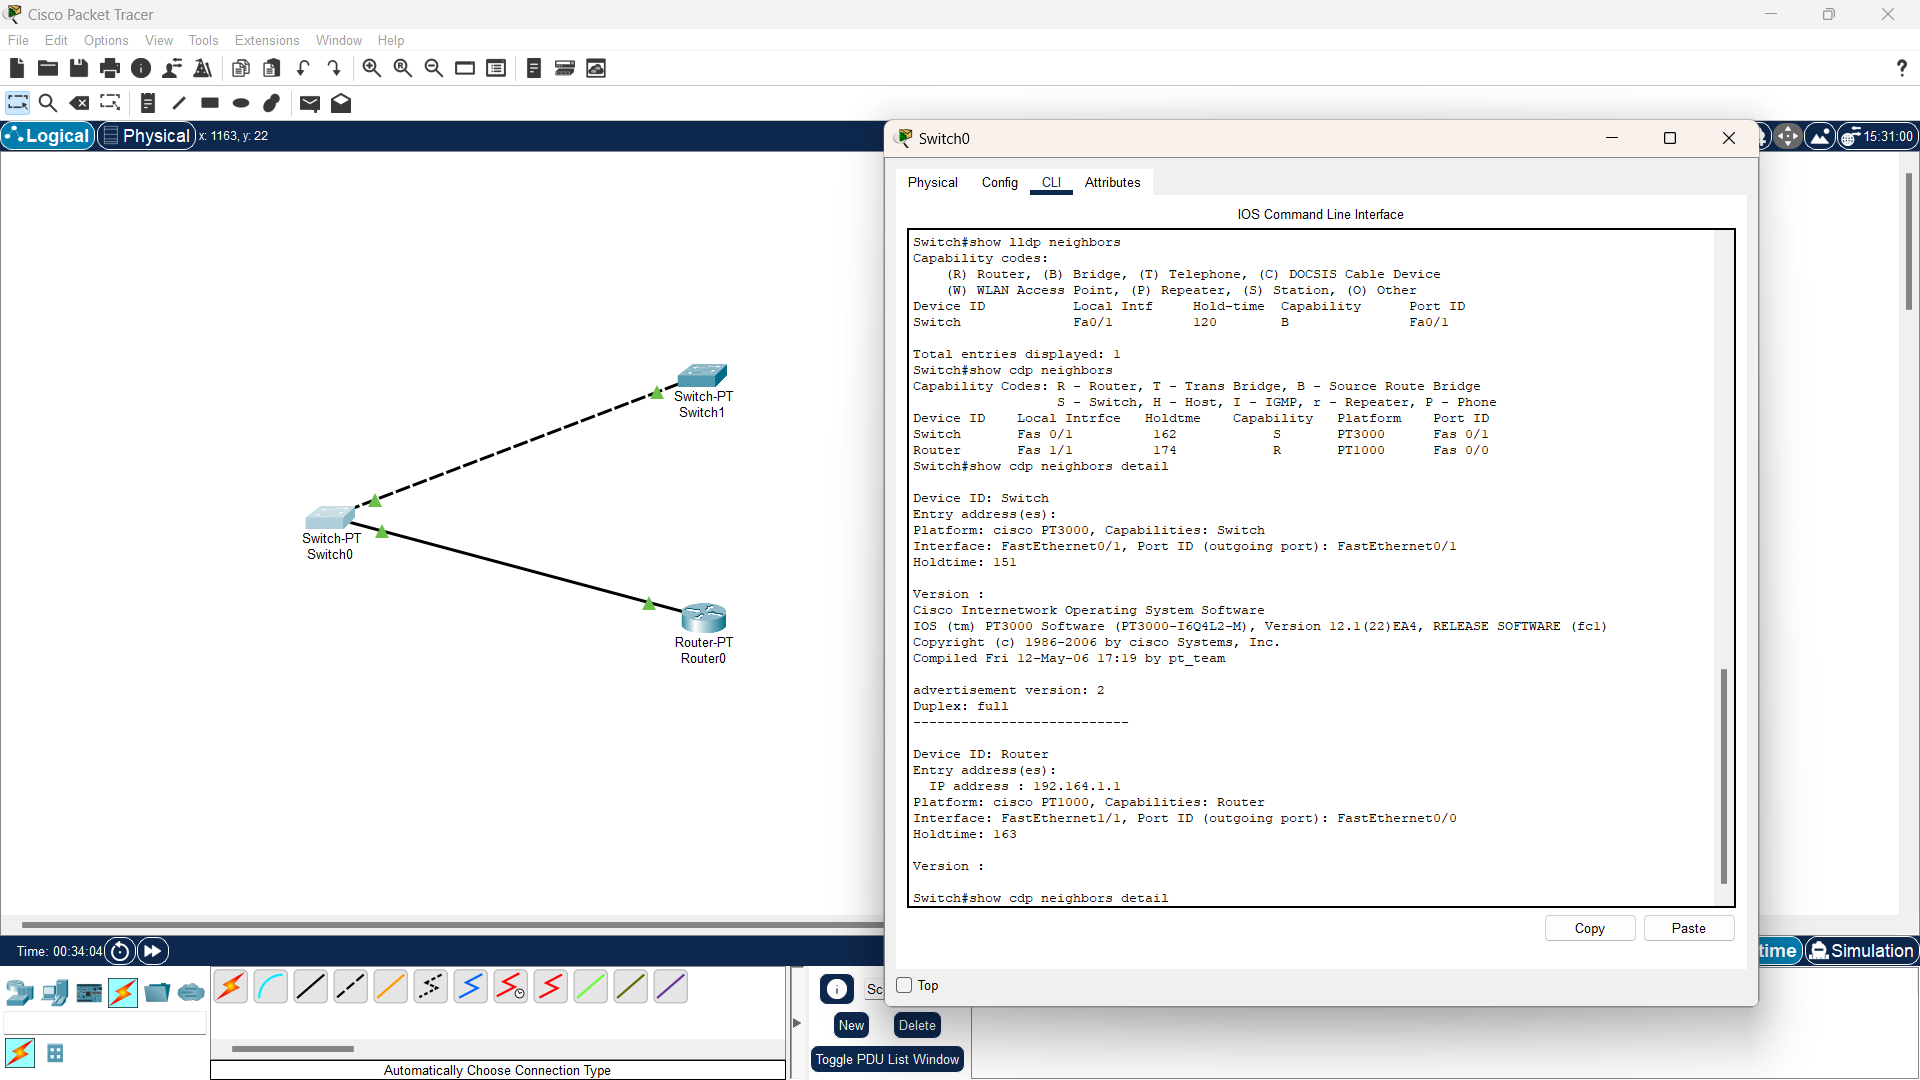 Cisco Packet Tracer
File Edit Options View Tools Extensions Window Help
Logical Physical x: 1163, y: 22
15:31:00
Switch-PT
Switch1
Switch-PT
Switch0
Router-PT
Router0
Switch0
Physical Config CLI Attributes
IOS Command Line Interface
Switch#show lldp neighbors
Capability codes:
(R) Router, (B) Bridge, (T) Telephone, (C) DOCSIS Cable Device
(W) WLAN Access Point, (P) Repeater, (S) Station, (O) Other
Device ID Local Intf Hold-time Capability Port ID
Switch Fa0/1 120 B Fa0/1
Total entries displayed: 1
Switch#show cdp neighbors
Capability Codes: R - Router, T - Trans Bridge, B - Source Route Bridge
S - Switch, H - Host, I - IGMP, r - Repeater, P - Phone
Device ID Local Intrfce Holdtme Capability Platform Port ID
Switch Fas 0/1 162 S PT3000 Fas 0/1
Router Fas 1/1 174 R PT1000 Fas 0/0
Switch#show cdp neighbors detail
Device ID: Switch
Entry address(es):
Platform: cisco PT3000, Capabilities: Switch
Interface: FastEthernet0/1, Port ID (outgoing port): FastEthernet0/1
Holdtime: 151
Version :
Cisco Internetwork Operating System Software
IOS (tm) PT3000 Software (PT3000-I6Q4L2-M), Version 12.1(22)EA4, RELEASE SOFTWARE (fc1)
Copyright (c) 1986-2006 by cisco Systems, Inc.
Compiled Fri 12-May-06 17:19 by pt_team
advertisement version: 2
Duplex: full
---------------------------
Device ID: Router
Entry address(es):
IP address : 192.164.1.1
Platform: cisco PT1000, Capabilities: Router
Interface: FastEthernet1/1, Port ID (outgoing port): FastEthernet0/0
Holdtime: 163
Version :
Switch#show cdp neighbors detail
Copy Paste
Top
Time: 00:34:04
time Simulation
Sc
New Delete
Toggle PDU List Window
Automatically Choose Connection Type